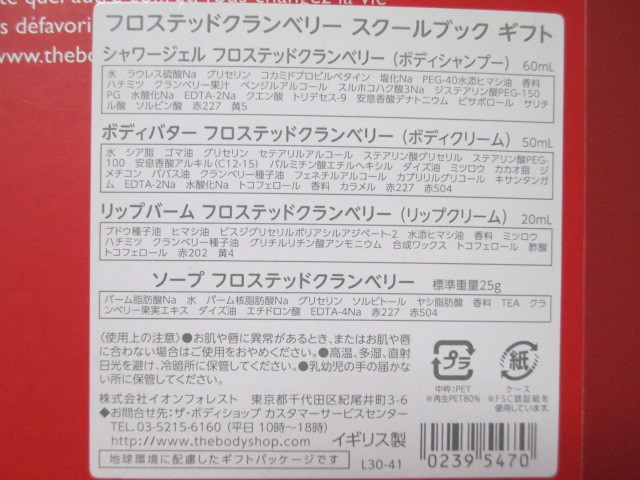 défavori
www.thebody
フロステッドクランベリー スクールブック ギフト
シャワージェル フロステッドクランベリー（ボディシャンプー） 60mL
水 ラウレス硫酸Na グリセリン コカミドプロピルベタイン 塩化Na PEG-40水添ヒマシ油 香料
ハチミツ クランベリー果汁 ベンジルアルコール スルホコハク酸3Na ジステアリン酸PEG-150
PG 水酸化Na EDTA-2Na クエン酸 トリデセス-9 安息香酸デナトニウム ビサボロール サリチ
ル酸 ソルビン酸 赤227 黄5
ボディバター フロステッドクランベリー（ボディクリーム） 50mL
水 シア脂 ゴマ油 グリセリン セテアリルアルコール ステアリン酸グリセリル ステアリン酸PEG-
100 安息香酸アルキル(C12-15) パルミチン酸エチルヘキシル ダイズ油 ミツロウ カカオ脂 ジ
メチコン ババス油 クランベリー種子油 フェネチルアルコール カプリリルグリコール キサンタンガ
ム EDTA-2Na 水酸化Na トコフェロール 香料 カラメル 赤227 赤504
リップバーム フロステッドクランベリー（リップクリーム） 20mL
ブドウ種子油 ヒマシ油 ビスジグリセリルポリアシルアジペート-2 水添ヒマシ油 香料 ミツロウ
ハチミツ クランベリー種子油 グリチルリチン酸アンモニウム 合成ワックス トコフェロール 酢酸
トコフェロール 赤202 黄4
ソープ フロステッドクランベリー 標準重量25g
パーム脂肪酸Na 水 パーム核脂肪酸Na グリセリン ソルビトール ヤシ脂肪酸 香料 TEA クラ
ンベリー果実エキス ダイズ油 エチドロン酸 EDTA-4Na 赤227 赤504
〈使用上の注意〉●お肌や唇に異常があるとき、またはお肌や唇
に合わない場合はご使用をおやめください。●高温、多湿、直射
日光を避け、冷暗所に保管してください。●乳幼児の手の届かな
い所に保管してください。
プラ
中枠：PET
※再生PET80%
紙
ケース
※FSC認証紙を
使用しています。
株式会社イオンフォレスト 東京都千代田区紀尾井町3-6
◆お問合せ先：ザ・ボディショップ カスタマーサービスセンター
TEL.03-5215-6160（平日 10時〜18時）
http://www.thebodyshop.com/ イギリス製
地球環境に配慮したギフトパッケージです L30-41
0239 5470